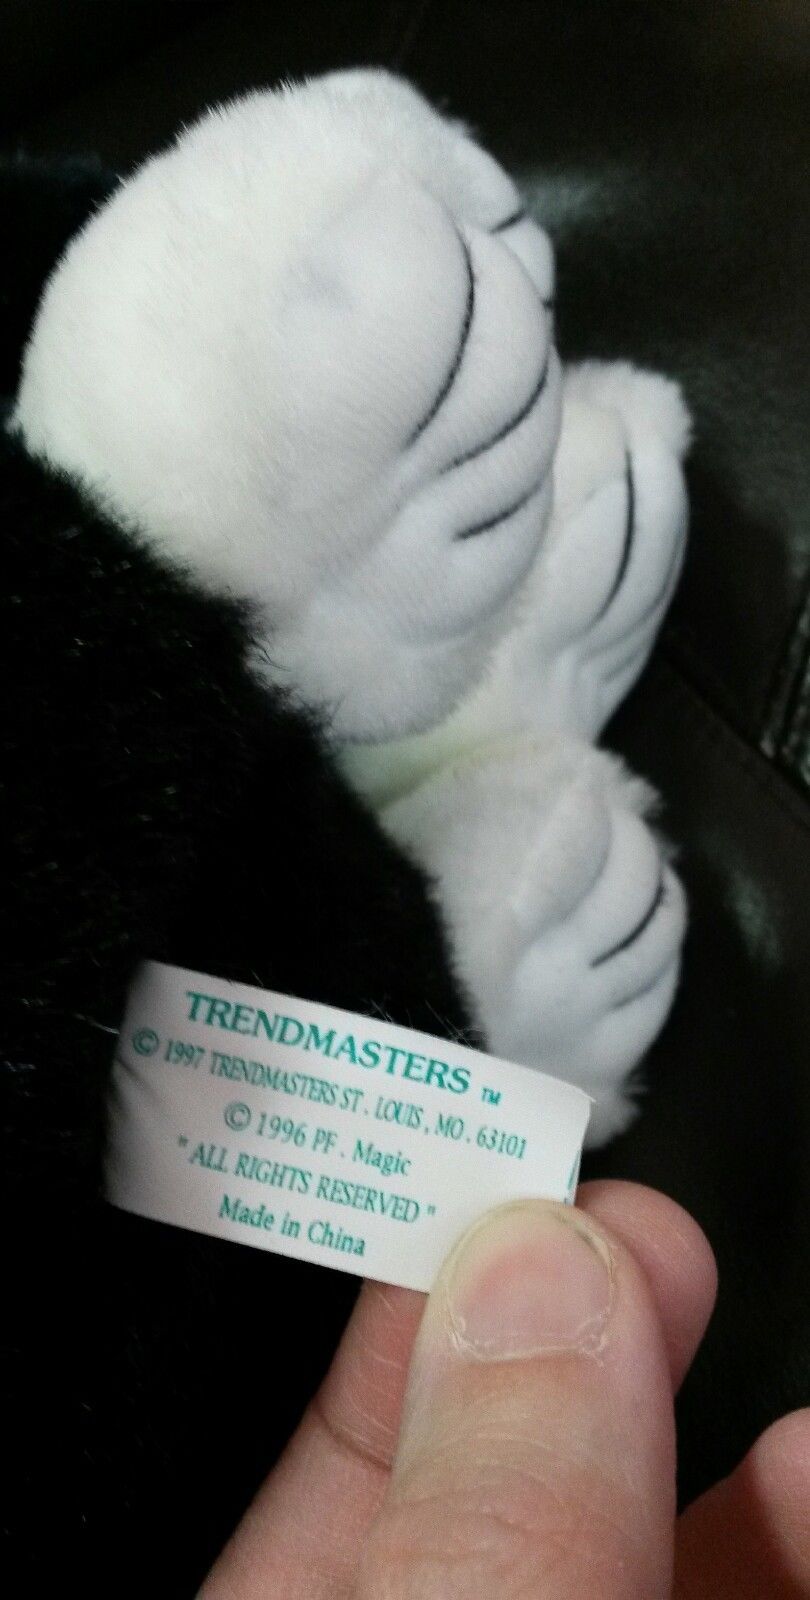 TRENDMASTERS TM
© 1997 TRENDMASTERS ST . LOUIS , MO . 63101
© 1996 PF . Magic
" ALL RIGHTS RESERVED "
Made in China